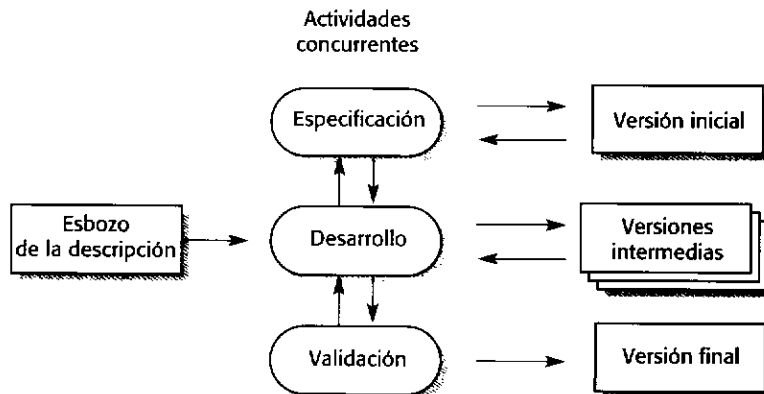 Actividades
concurrentes
Especificación
Versión inicial
Esbozo
de la descripción
Desarrollo
Versiones
intermedias
Validación
Versión final